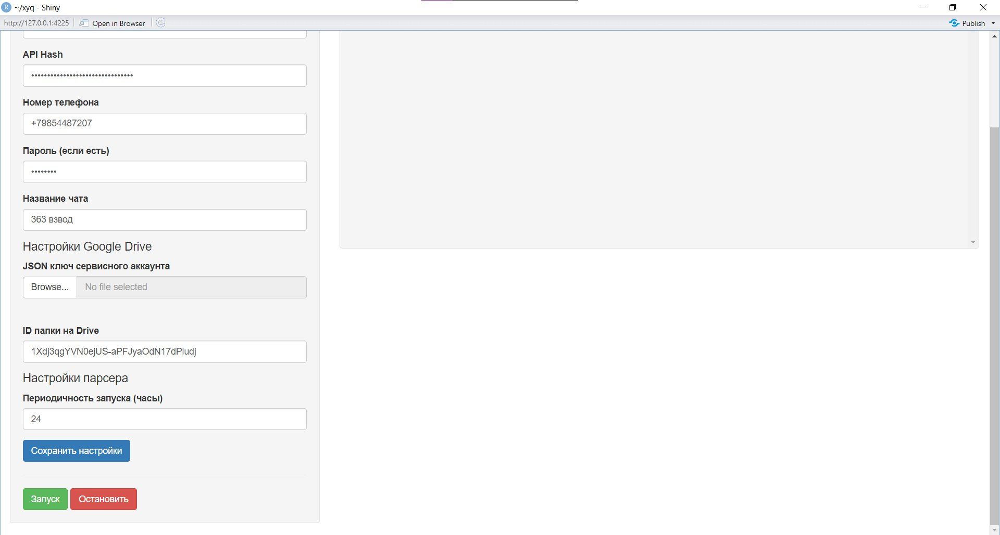 R ~/xyq - Shiny
http://127.0.0.1:4225 Open in Browser Publish
API Hash
••••••••••••••••••••••••••••••••
Номер телефона
+79854487207
Пароль (если есть)
••••••••
Название чата
363 взвод
Настройки Google Drive
JSON ключ сервисного аккаунта
Browse... No file selected
ID папки на Drive
1Xdj3qgYVN0ejUS-aPFJyaOdN17dPludj
Настройки парсера
Периодичность запуска (часы)
24
Сохранить настройки
Запуск Остановить